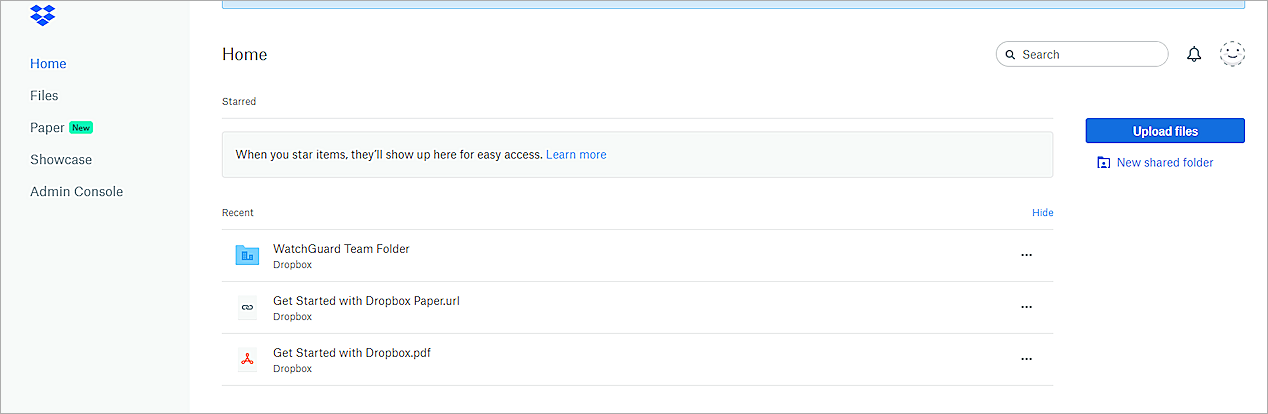 Home
Files
Paper New
Showcase
Admin Console
Home
Search
Starred
When you star items, they'll show up here for easy access. Learn more
Upload files
New shared folder
Recent
Hide
WatchGuard Team Folder
Dropbox
Get Started with Dropbox Paper.url
Dropbox
Get Started with Dropbox.pdf
Dropbox